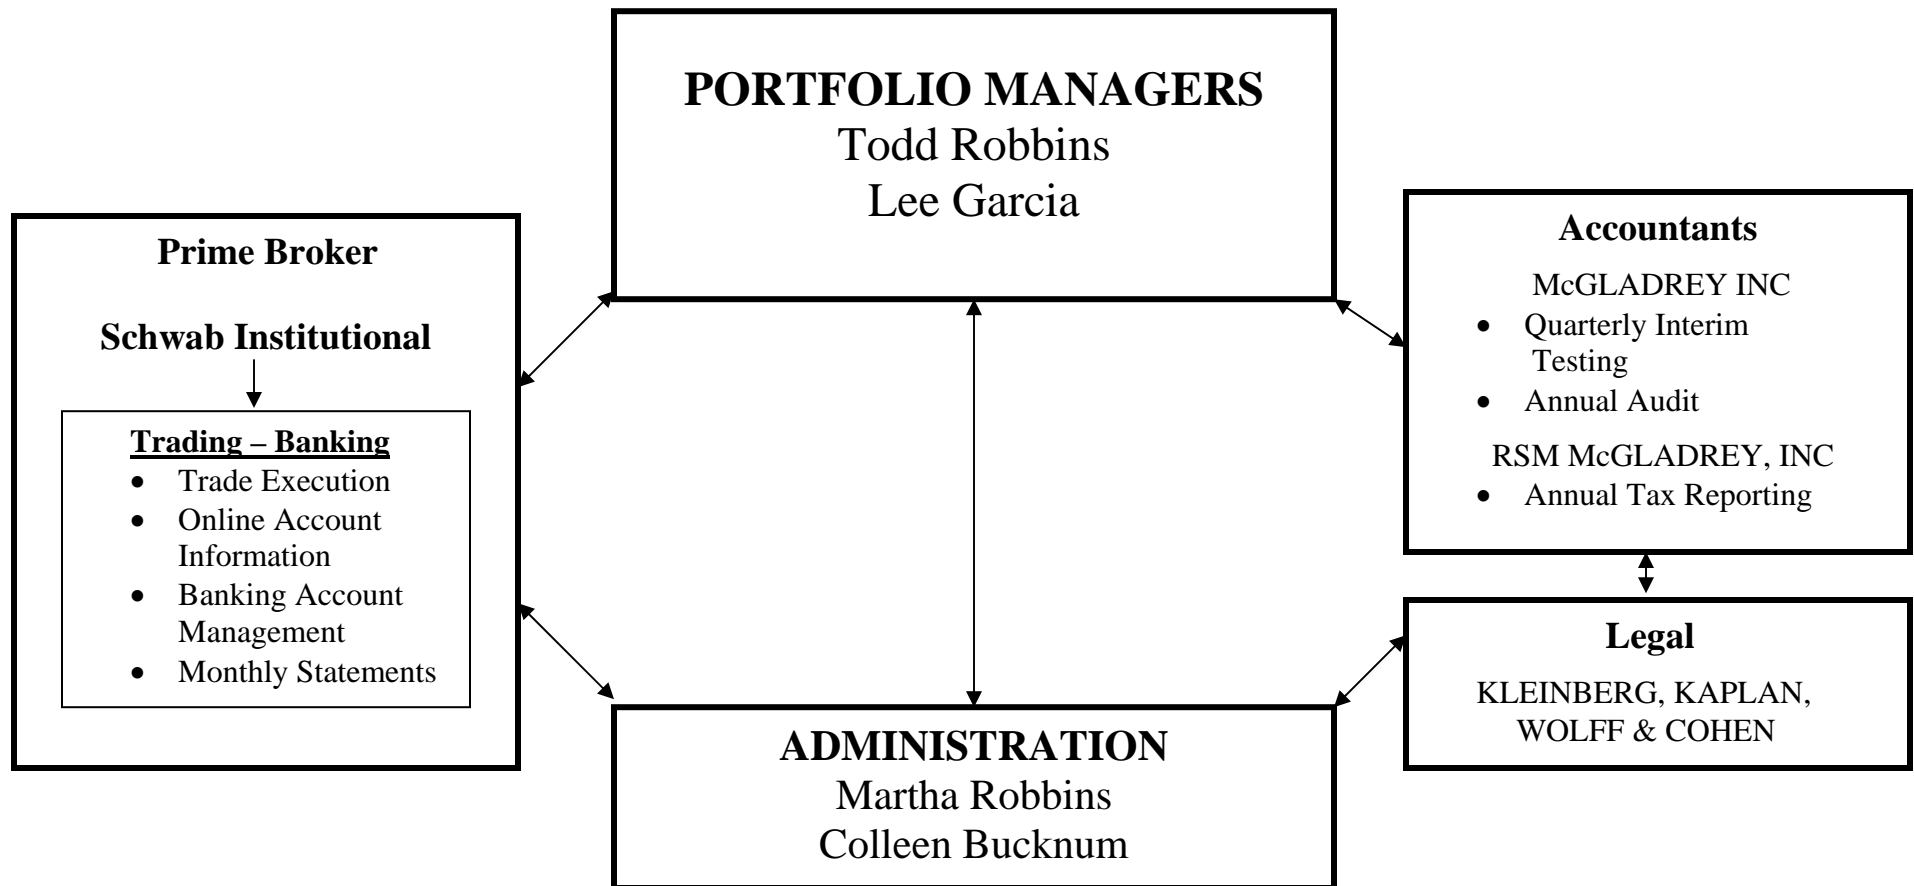 PORTFOLIO MANAGERS
Todd Robbins
Lee Garcia
Prime Broker
Schwab Institutional
Trading – Banking
• Trade Execution
• Online Account
Information
• Banking Account
Management
• Monthly Statements
Accountants
McGLADREY INC
• Quarterly Interim
Testing
• Annual Audit
RSM McGLADREY, INC
• Annual Tax Reporting
Legal
KLEINBERG, KAPLAN,
WOLFF & COHEN
ADMINISTRATION
Martha Robbins
Colleen Bucknum